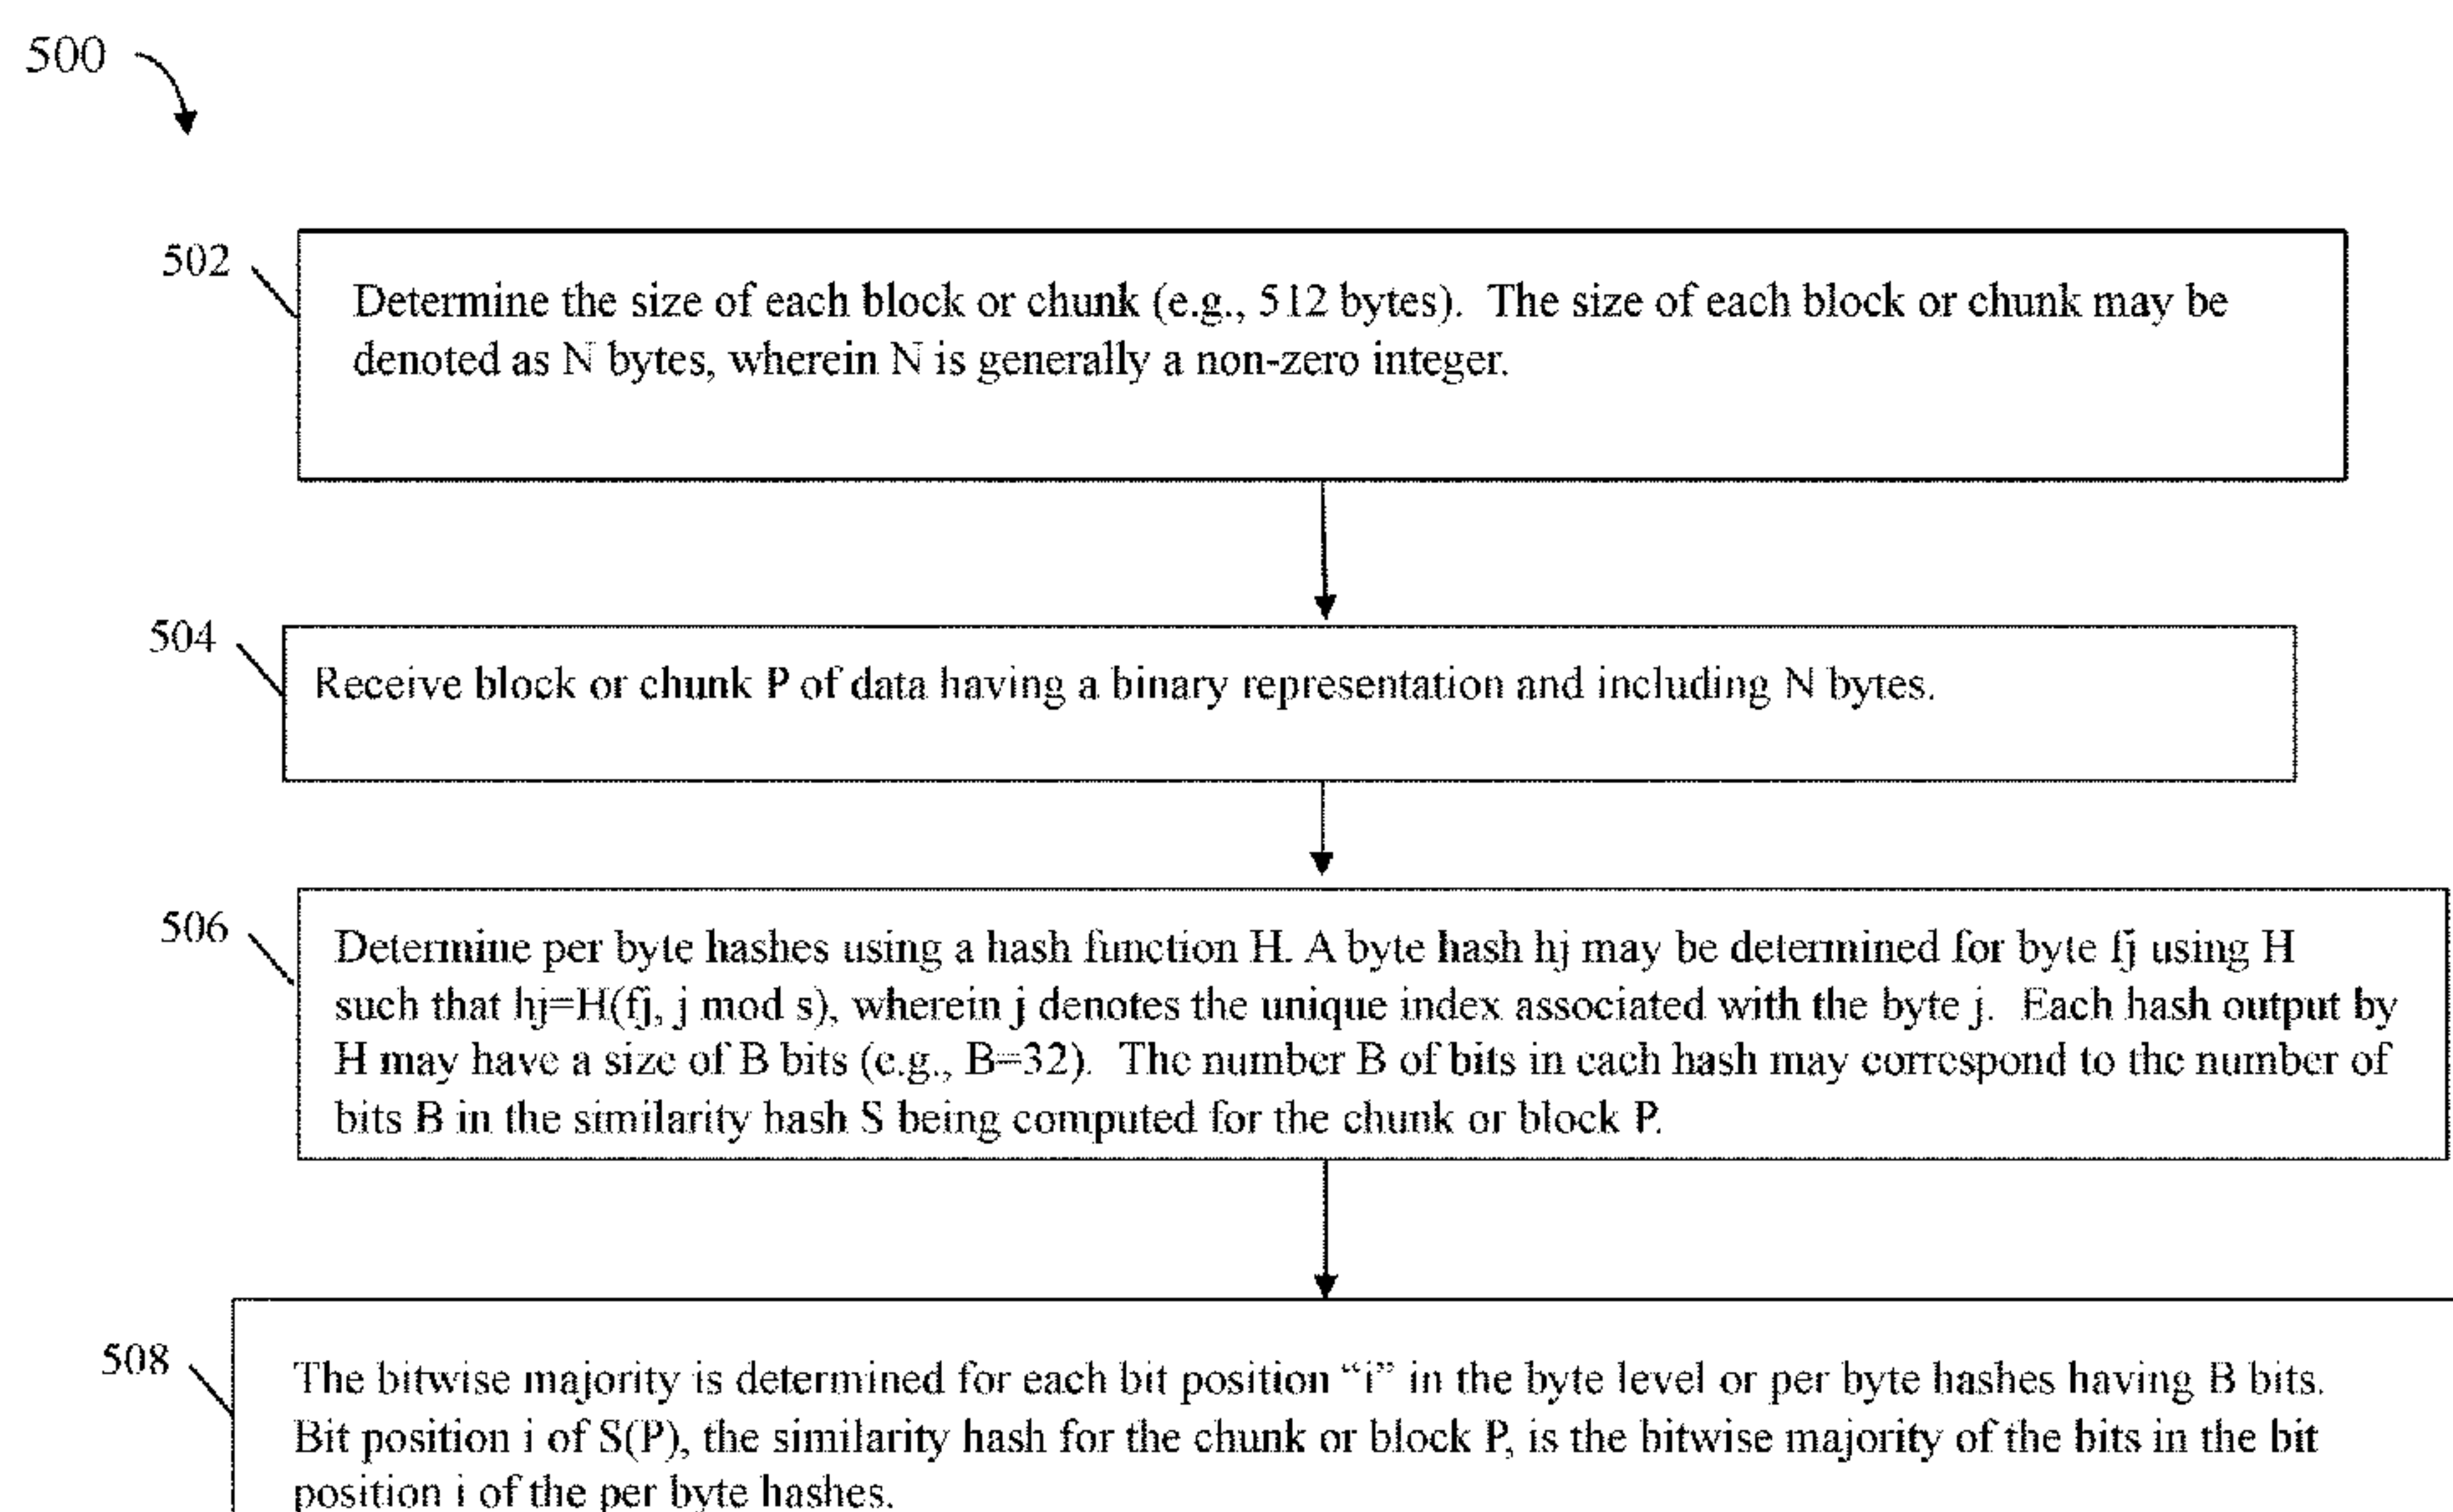 500
502
Determine the size of each block or chunk (e.g., 512 bytes). The size of each block or chunk may be
denoted as N bytes, wherein N is generally a non-zero integer.
504
Receive block or chunk P of data having a binary representation and including N bytes.
506
Determine per byte hashes using a hash function H. A byte hash hj may be determined for byte fj using H
such that hj=H(fj, j mod s), wherein j denotes the unique index associated with the byte j. Each hash output by
H may have a size of B bits (e.g., B=32). The number B of bits in each hash may correspond to the number of
bits B in the similarity hash S being computed for the chunk or block P.
508
The bitwise majority is determined for each bit position “i” in the byte level or per byte hashes having B bits.
Bit position i of S(P), the similarity hash for the chunk or block P, is the bitwise majority of the bits in the bit
position i of the per byte hashes.